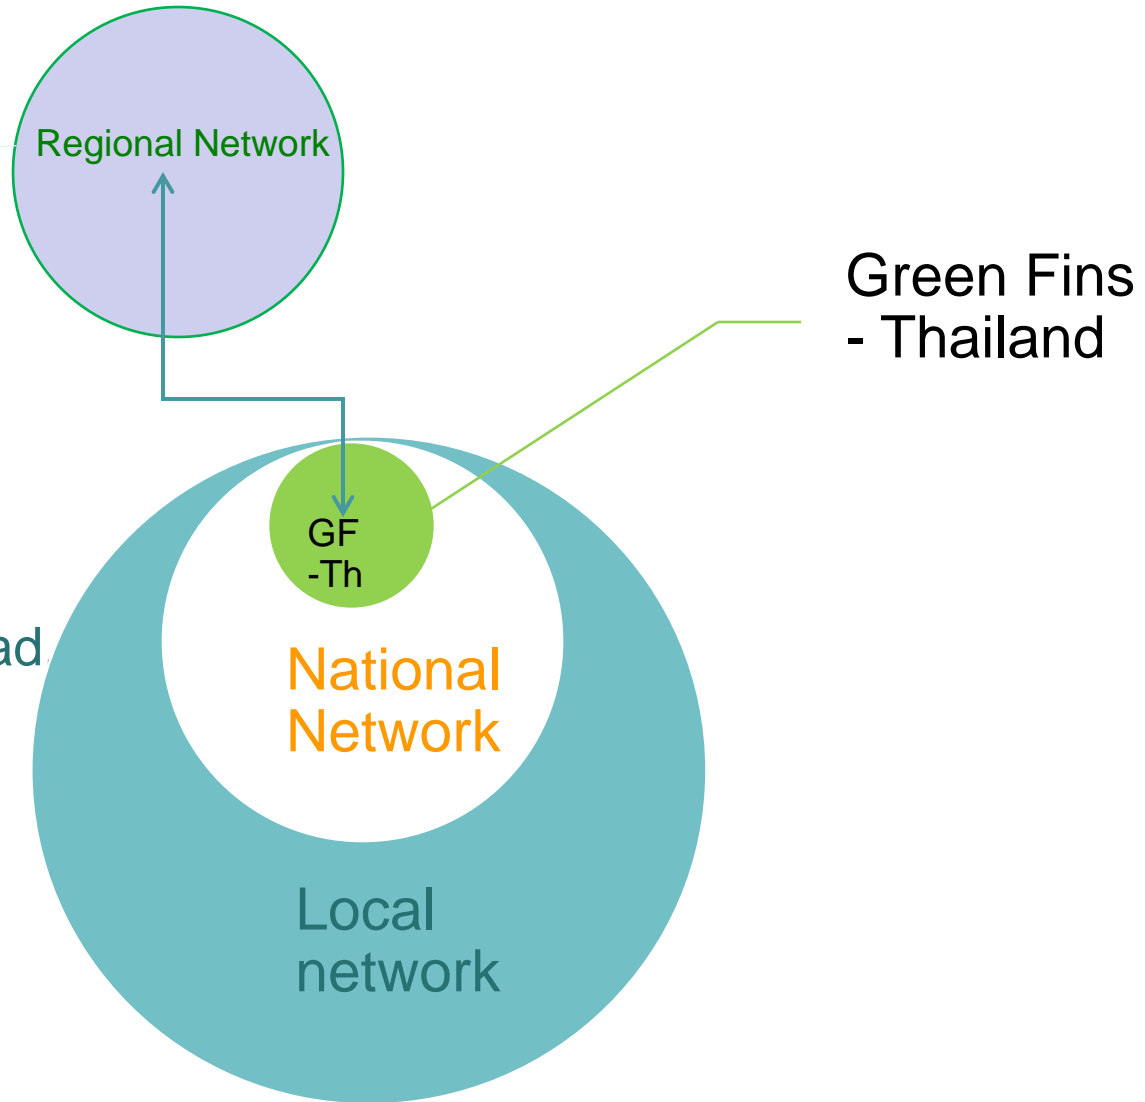 Regional Network
Green Fins
- Thailand
GF
-Th
National
Network
Local
network